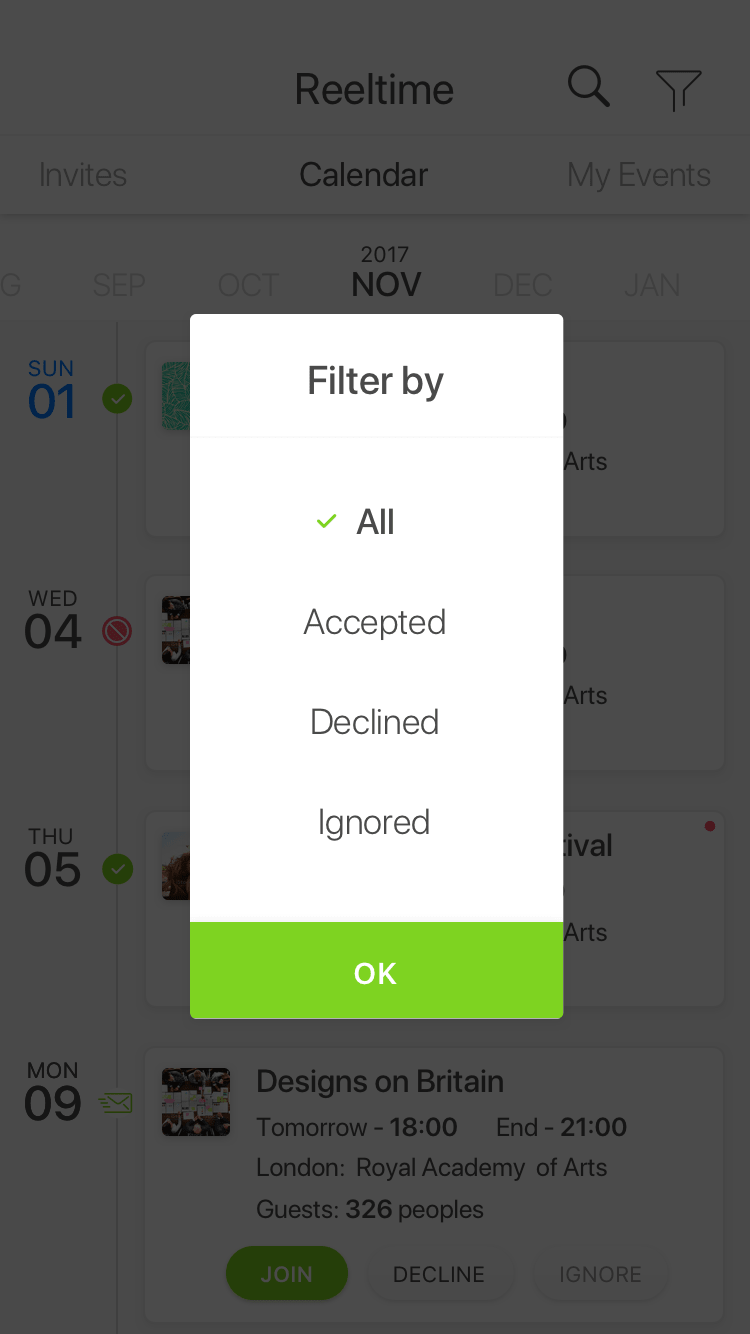 Reeltime
Invites Calendar My Events
2017
G SEP OCT NOV DEC JAN
Filter by
All
Accepted
Declined
Ignored
OK
SUN
01
Arts
WED
04
Arts
THU
05
tival
Arts
MON
09
Designs on Britain
Tomorrow - 18:00 End - 21:00
London: Royal Academy of Arts
Guests: 326 peoples
JOIN DECLINE IGNORE